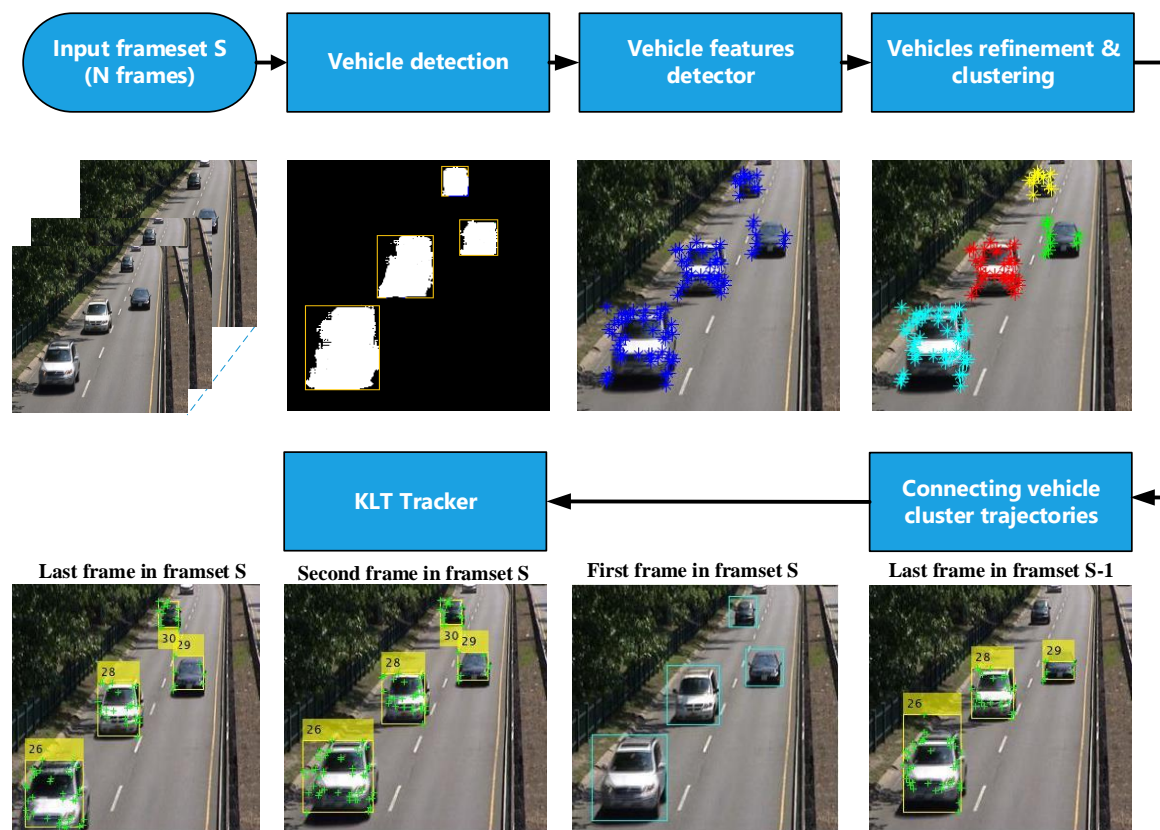 Input frameset S
(N frames)
Vehicle detection
Vehicle features
detector
Vehicles refinement &
clustering
KLT Tracker
Connecting vehicle
cluster trajectories
Last frame in framset S
Second frame in framset S
First frame in framset S
Last frame in framset S-1
30
29
28
26
30
29
28
26
28
29
26